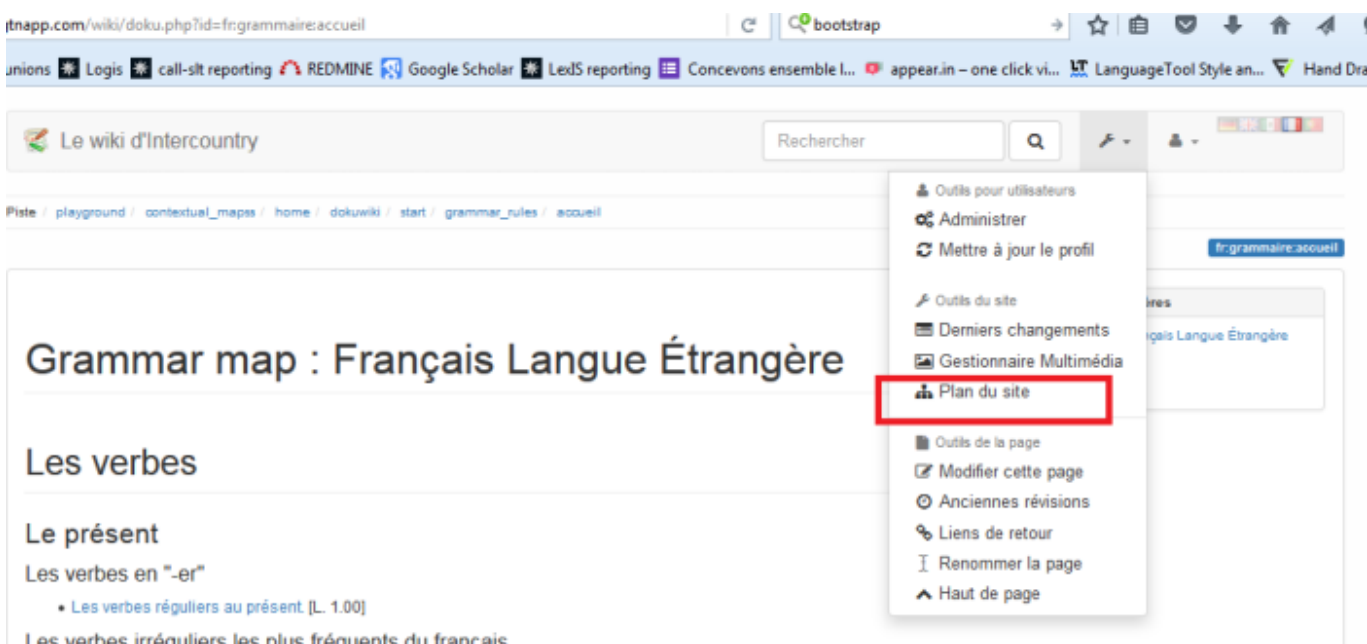 tnapp.com/wiki/doku.php?id=fr:grammaire:accueil
bootstrap
unions Logis call-slt reporting REDMINE Google Scholar LexIS reporting Concevons ensemble l... appear.in – one click vi... LanguageTool Style an... Hand Dra
Le wiki d'Intercountry
Rechercher
Piste / playground / contextual_mapss / home / dokuwiki / start / grammar_rules / accueil
fr:grammaire:accueil
Outils pour utilisateurs
Administrer
Mettre à jour le profil
Outils du site
Derniers changements
Gestionnaire Multimédia
Plan du site
Outils de la page
Modifier cette page
Anciennes révisions
Liens de retour
Renommer la page
Haut de page
ères
çais Langue Étrangère
Grammar map : Français Langue Étrangère
Les verbes
Le présent
Les verbes en "-er"
Les verbes réguliers au présent. [L. 1.00]
Les verbes irréguliers les plus fréquents du français